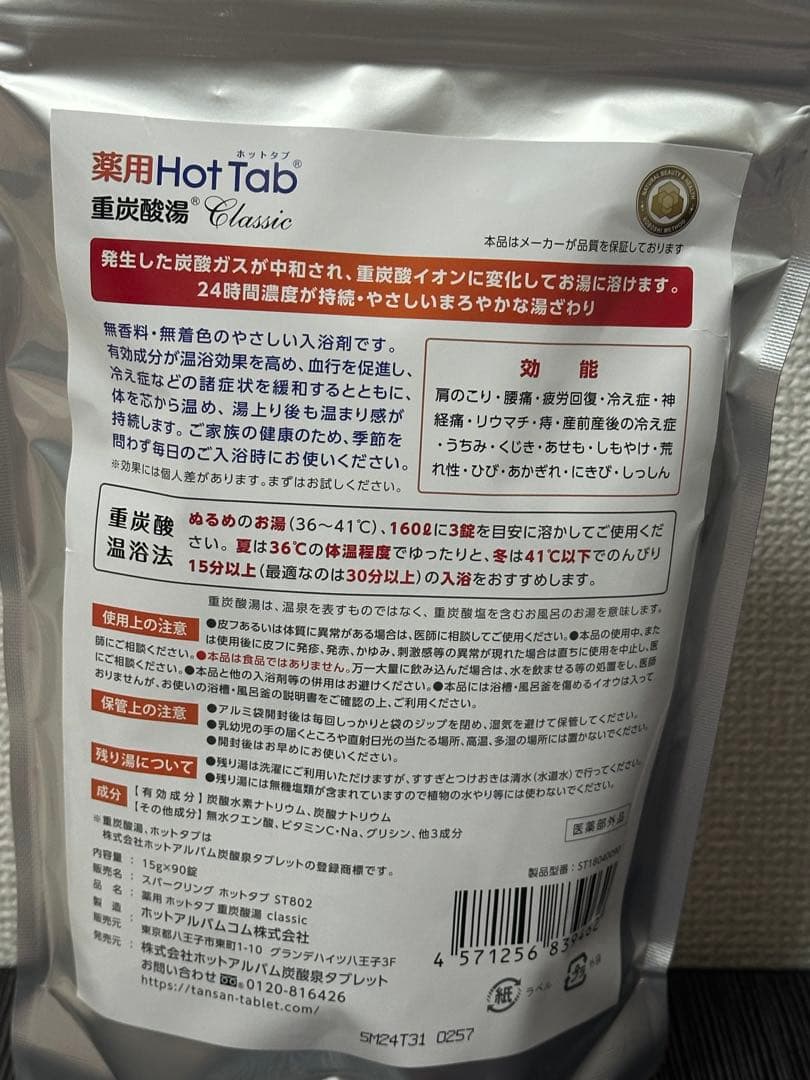 ホットタブ
薬用Hot Tab®
重炭酸湯® Classic
NATURAL BEAUTY & HEALTH
本品はメーカーが品質を保証しております
発生した炭酸ガスが中和され、重炭酸イオンに変化してお湯に溶けます。
24時間濃度が持続・やさしいまろやかな湯ざわり
無香料・無着色のやさしい入浴剤です。
有効成分が温浴効果を高め、血行を促進し、
冷え症などの諸症状を緩和するとともに、
体を芯から温め、湯上り後も温まり感が
持続します。ご家族の健康のため、季節を
問わず毎日のご入浴時にお使いください。
※効果には個人差があります。まずはお試しください。
効能
肩のこり・腰痛・疲労回復・冷え症・神
経痛・リウマチ・痔・産前産後の冷え症
・うちみ・くじき・あせも・しもやけ・荒
れ性・ひび・あかぎれ・にきび・しっしん
重炭酸
温浴法
ぬるめのお湯(36〜41℃)、160ℓに3錠を目安に溶かしてご使用くだ
さい。夏は36℃の体温程度でゆったりと、冬は41℃以下でのんびり
15分以上(最適なのは30分以上)の入浴をおすすめします。
重炭酸湯は、温泉を表すものではなく、重炭酸塩を含むお風呂のお湯を意味します。
使用上の注意
●皮フあるいは体質に異常がある場合は、医師に相談してご使用ください。●本品の使用中、また
は使用後に皮フに発疹、発赤、かゆみ、刺激感等の異常が現れた場合は直ちに使用を中止し、医
師にご相談ください。●本品は食品ではありません。万一大量に飲み込んだ場合は、水を飲ませる等の処置をし、医師
にご相談ください。●本品と他の入浴剤等の併用はお避けください。●本品には浴槽・風呂釜を傷めるイオウは入って
おりませんが、お使いの浴槽・風呂釜の説明書をご確認の上、ご利用ください。
保管上の注意
●アルミ袋開封後は毎回しっかりと袋のジップを閉め、湿気を避けて保管してください。
●乳幼児の手の届くところや直射日光の当たる場所、高温、多湿の場所には置かないでください。
●開封後はお早めにお使いください。
残り湯について
●残り湯は洗濯にご利用いただけますが、すすぎとつけおきは清水(水道水)で行ってください。
●残り湯には無機塩類が含まれていますので植物の水やり等には使わないでください。
成分
【有効成分】炭酸水素ナトリウム、炭酸ナトリウム
【その他成分】無水クエン酸、ビタミンC・Na、グリシン、他3成分
※重炭酸湯、ホットタブは
株式会社ホットアルバム炭酸泉タブレットの登録商標です。
医薬部外品
内容量:15g×90錠
製品型番:
販売名:スパークリング ホットタブ ST802
品名:薬用 ホットタブ 重炭酸湯 classic
製造販売元:ホットアルバムコム株式会社
東京都八王子市東町1-10 グランデハイツ八王子3F
発売元:株式会社ホットアルバム炭酸泉タブレット
お問い合わせ 0120-816426
https://tansan-tablet.com/
4 571256
紙 ラベル
プラ
SM24T31 0257